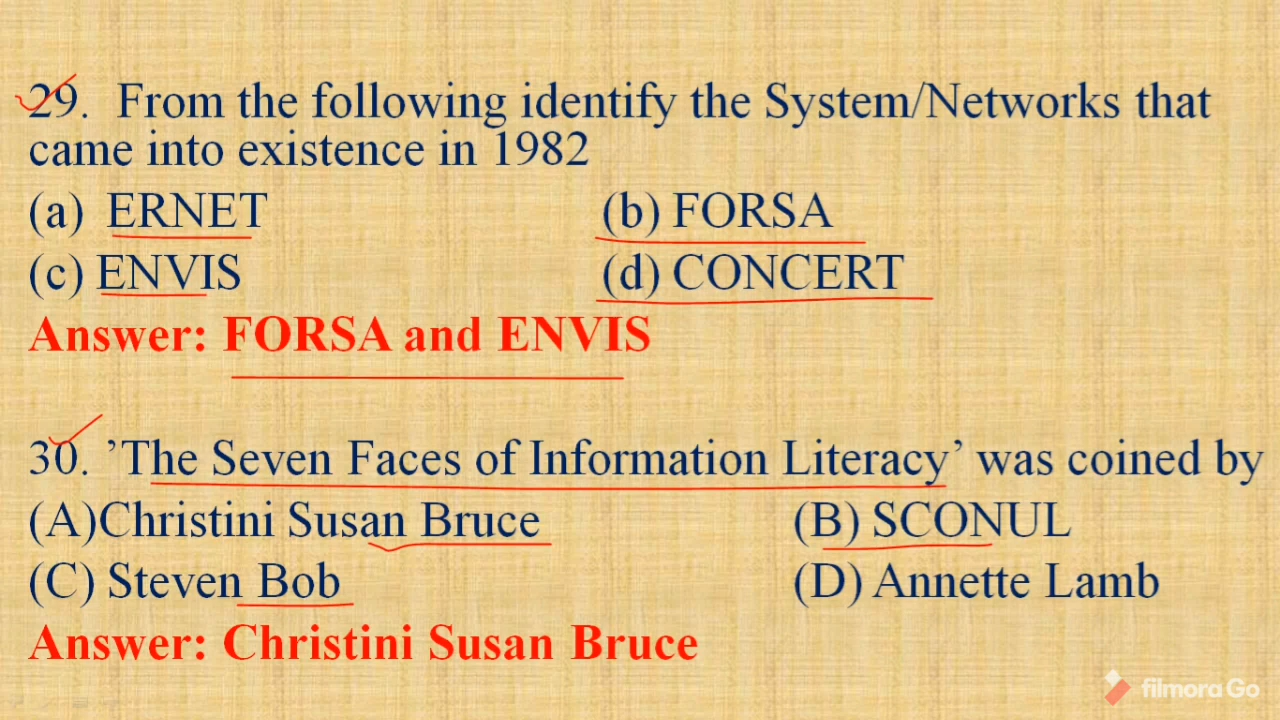 29. From the following identify the System/Networks that
came into existence in 1982
(a) ERNET (b) FORSA
(c) ENVIS (d) CONCERT
Answer: FORSA and ENVIS
30. ’The Seven Faces of Information Literacy’ was coined by
(A)Christini Susan Bruce (B) SCONUL
(C) Steven Bob (D) Annette Lamb
Answer: Christini Susan Bruce
filmora Go